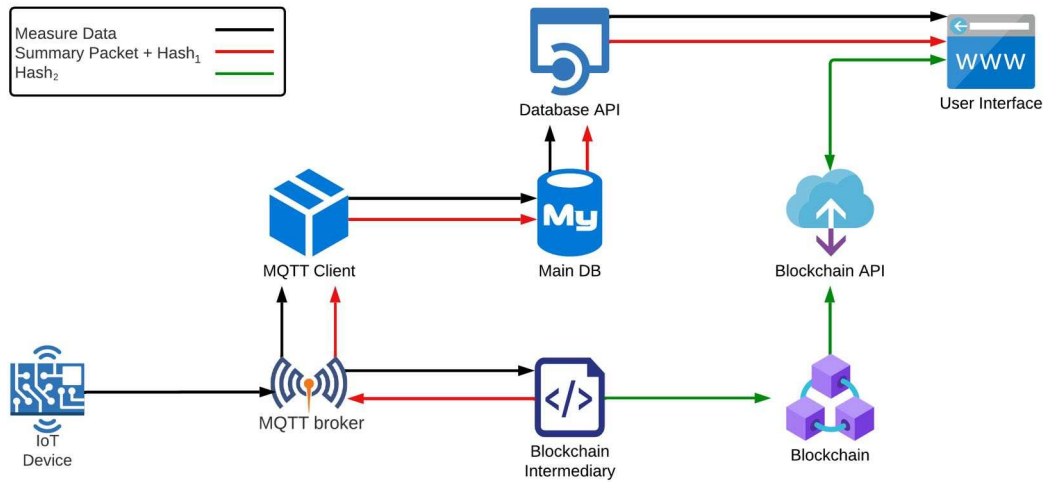 Measure Data
Summary Packet + Hash₁
Hash₂
Database API
WWW
User Interface
MQTT Client
My
Main DB
Blockchain API
IoT
Device
MQTT broker
</>
Blockchain
Intermediary
Blockchain